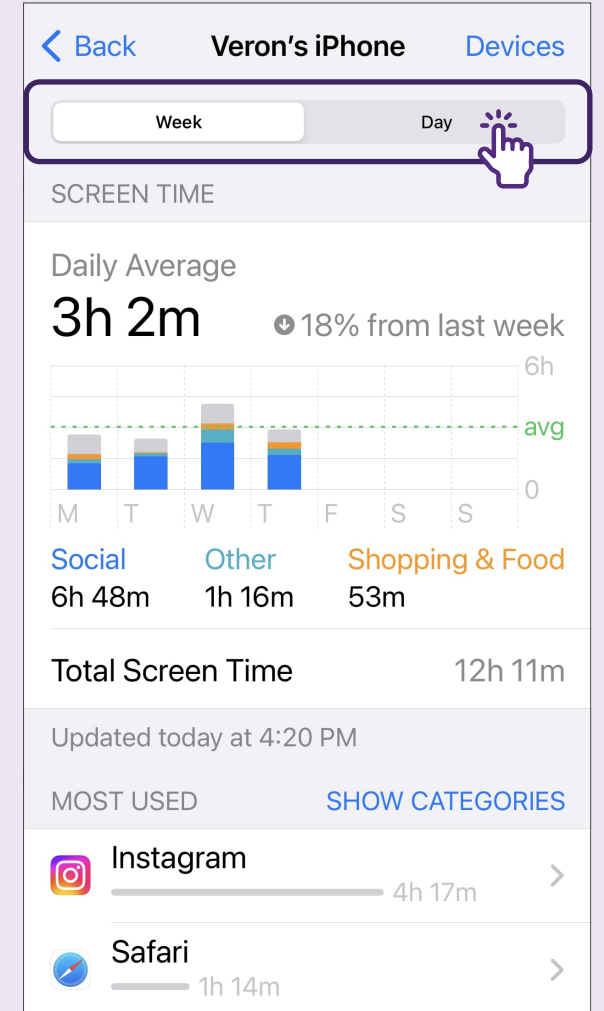 Back Veron's iPhone Devices
Week Day
SCREEN TIME
Daily Average
3h 2m 18% from last week
6h
avg
0
M T W T F S S
Social Other Shopping & Food
6h 48m 1h 16m 53m
Total Screen Time 12h 11m
Updated today at 4:20 PM
MOST USED SHOW CATEGORIES
Instagram
4h 17m
Safari
1h 14m